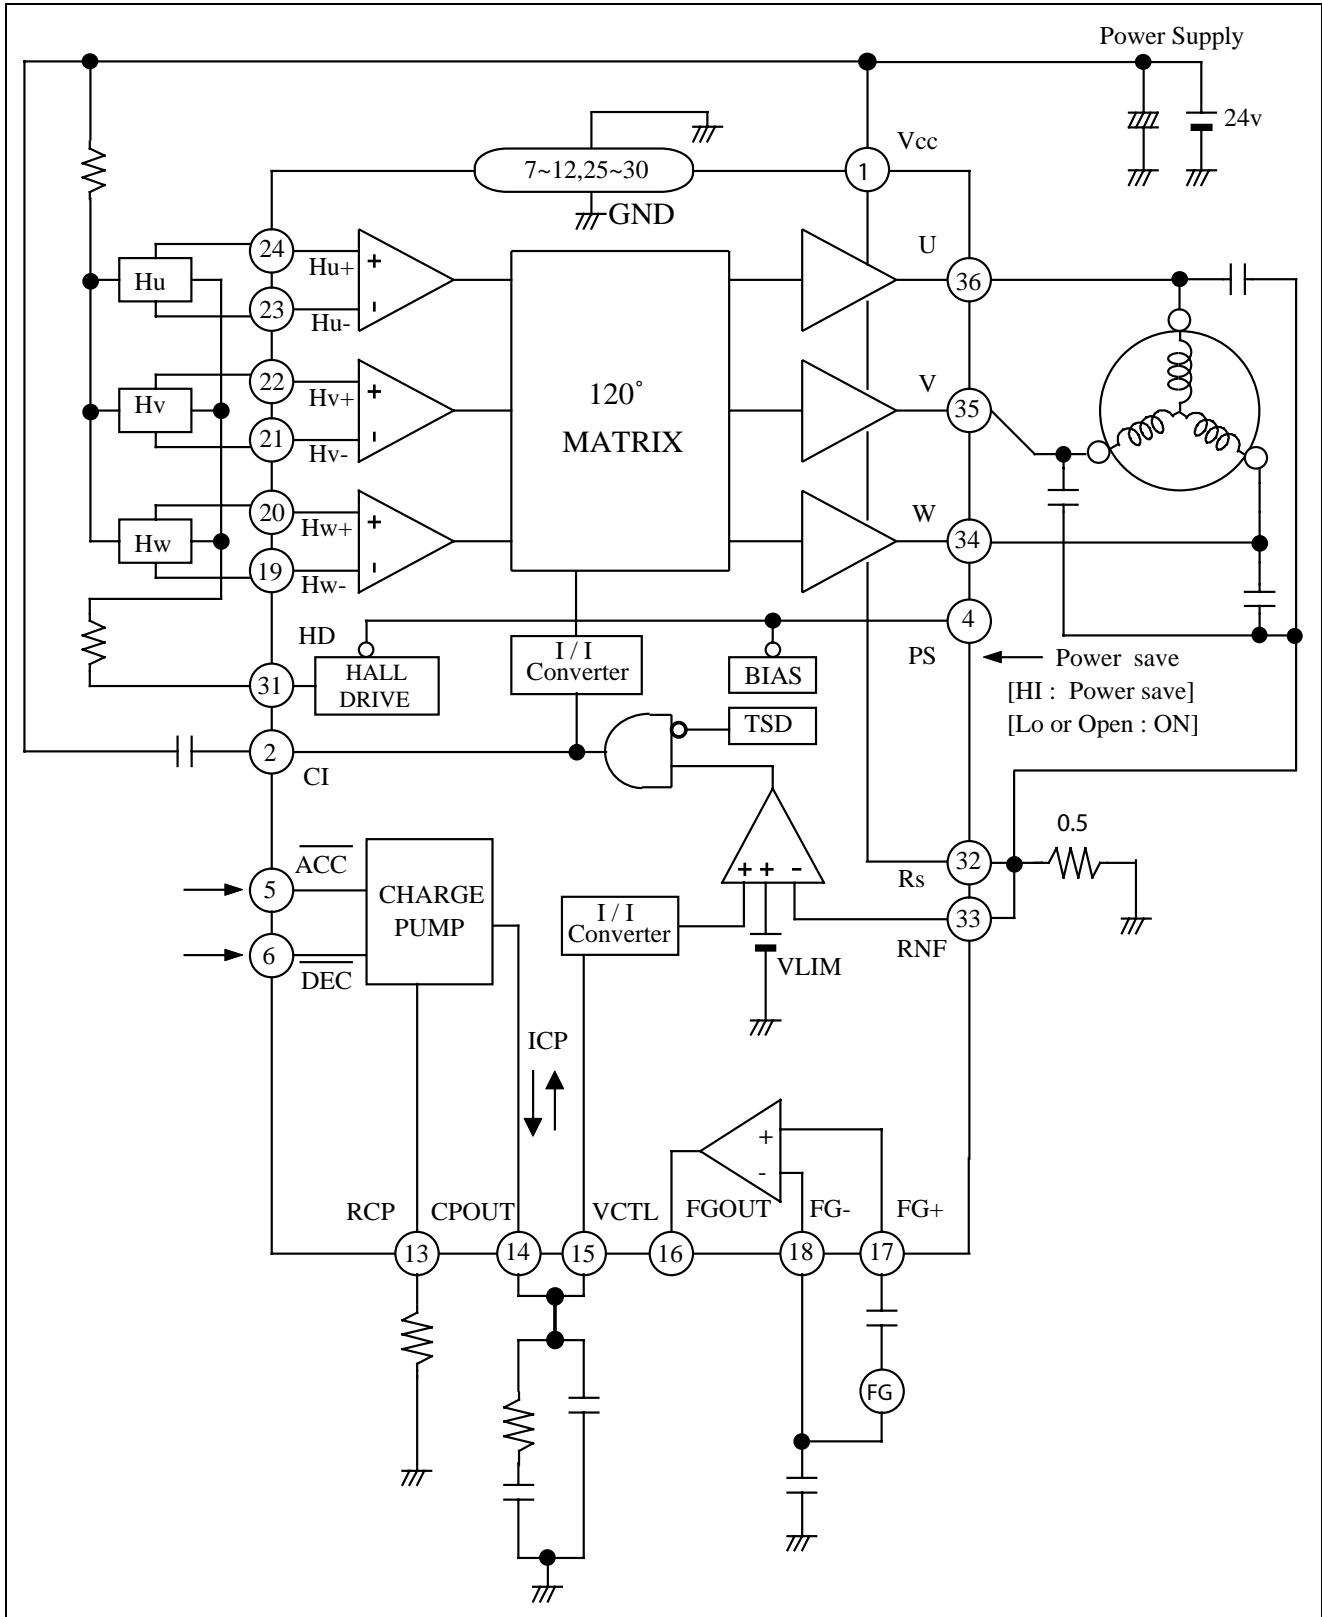 Power Supply
24v
Vcc
1
7~12,25~30
GND
24
Hu+
+
U
36
Hu
23
Hu-
-
22
Hv+
+
120°
MATRIX
V
35
Hv
21
Hv-
-
20
Hw+
+
W
34
Hw
19
Hw-
-
4
HD
PS
I / I
Converter
HALL
DRIVE
BIAS
Power save
[HI : Power save]
[Lo or Open : ON]
31
TSD
2
CI
0.5
ACC
5
CHARGE
PUMP
+ + -
Rs
32
I / I
Converter
33
RNF
6
DEC
VLIM
ICP
+
-
RCP
CPOUT
VCTL
FGOUT
FG-
FG+
13
14
15
16
18
17
FG